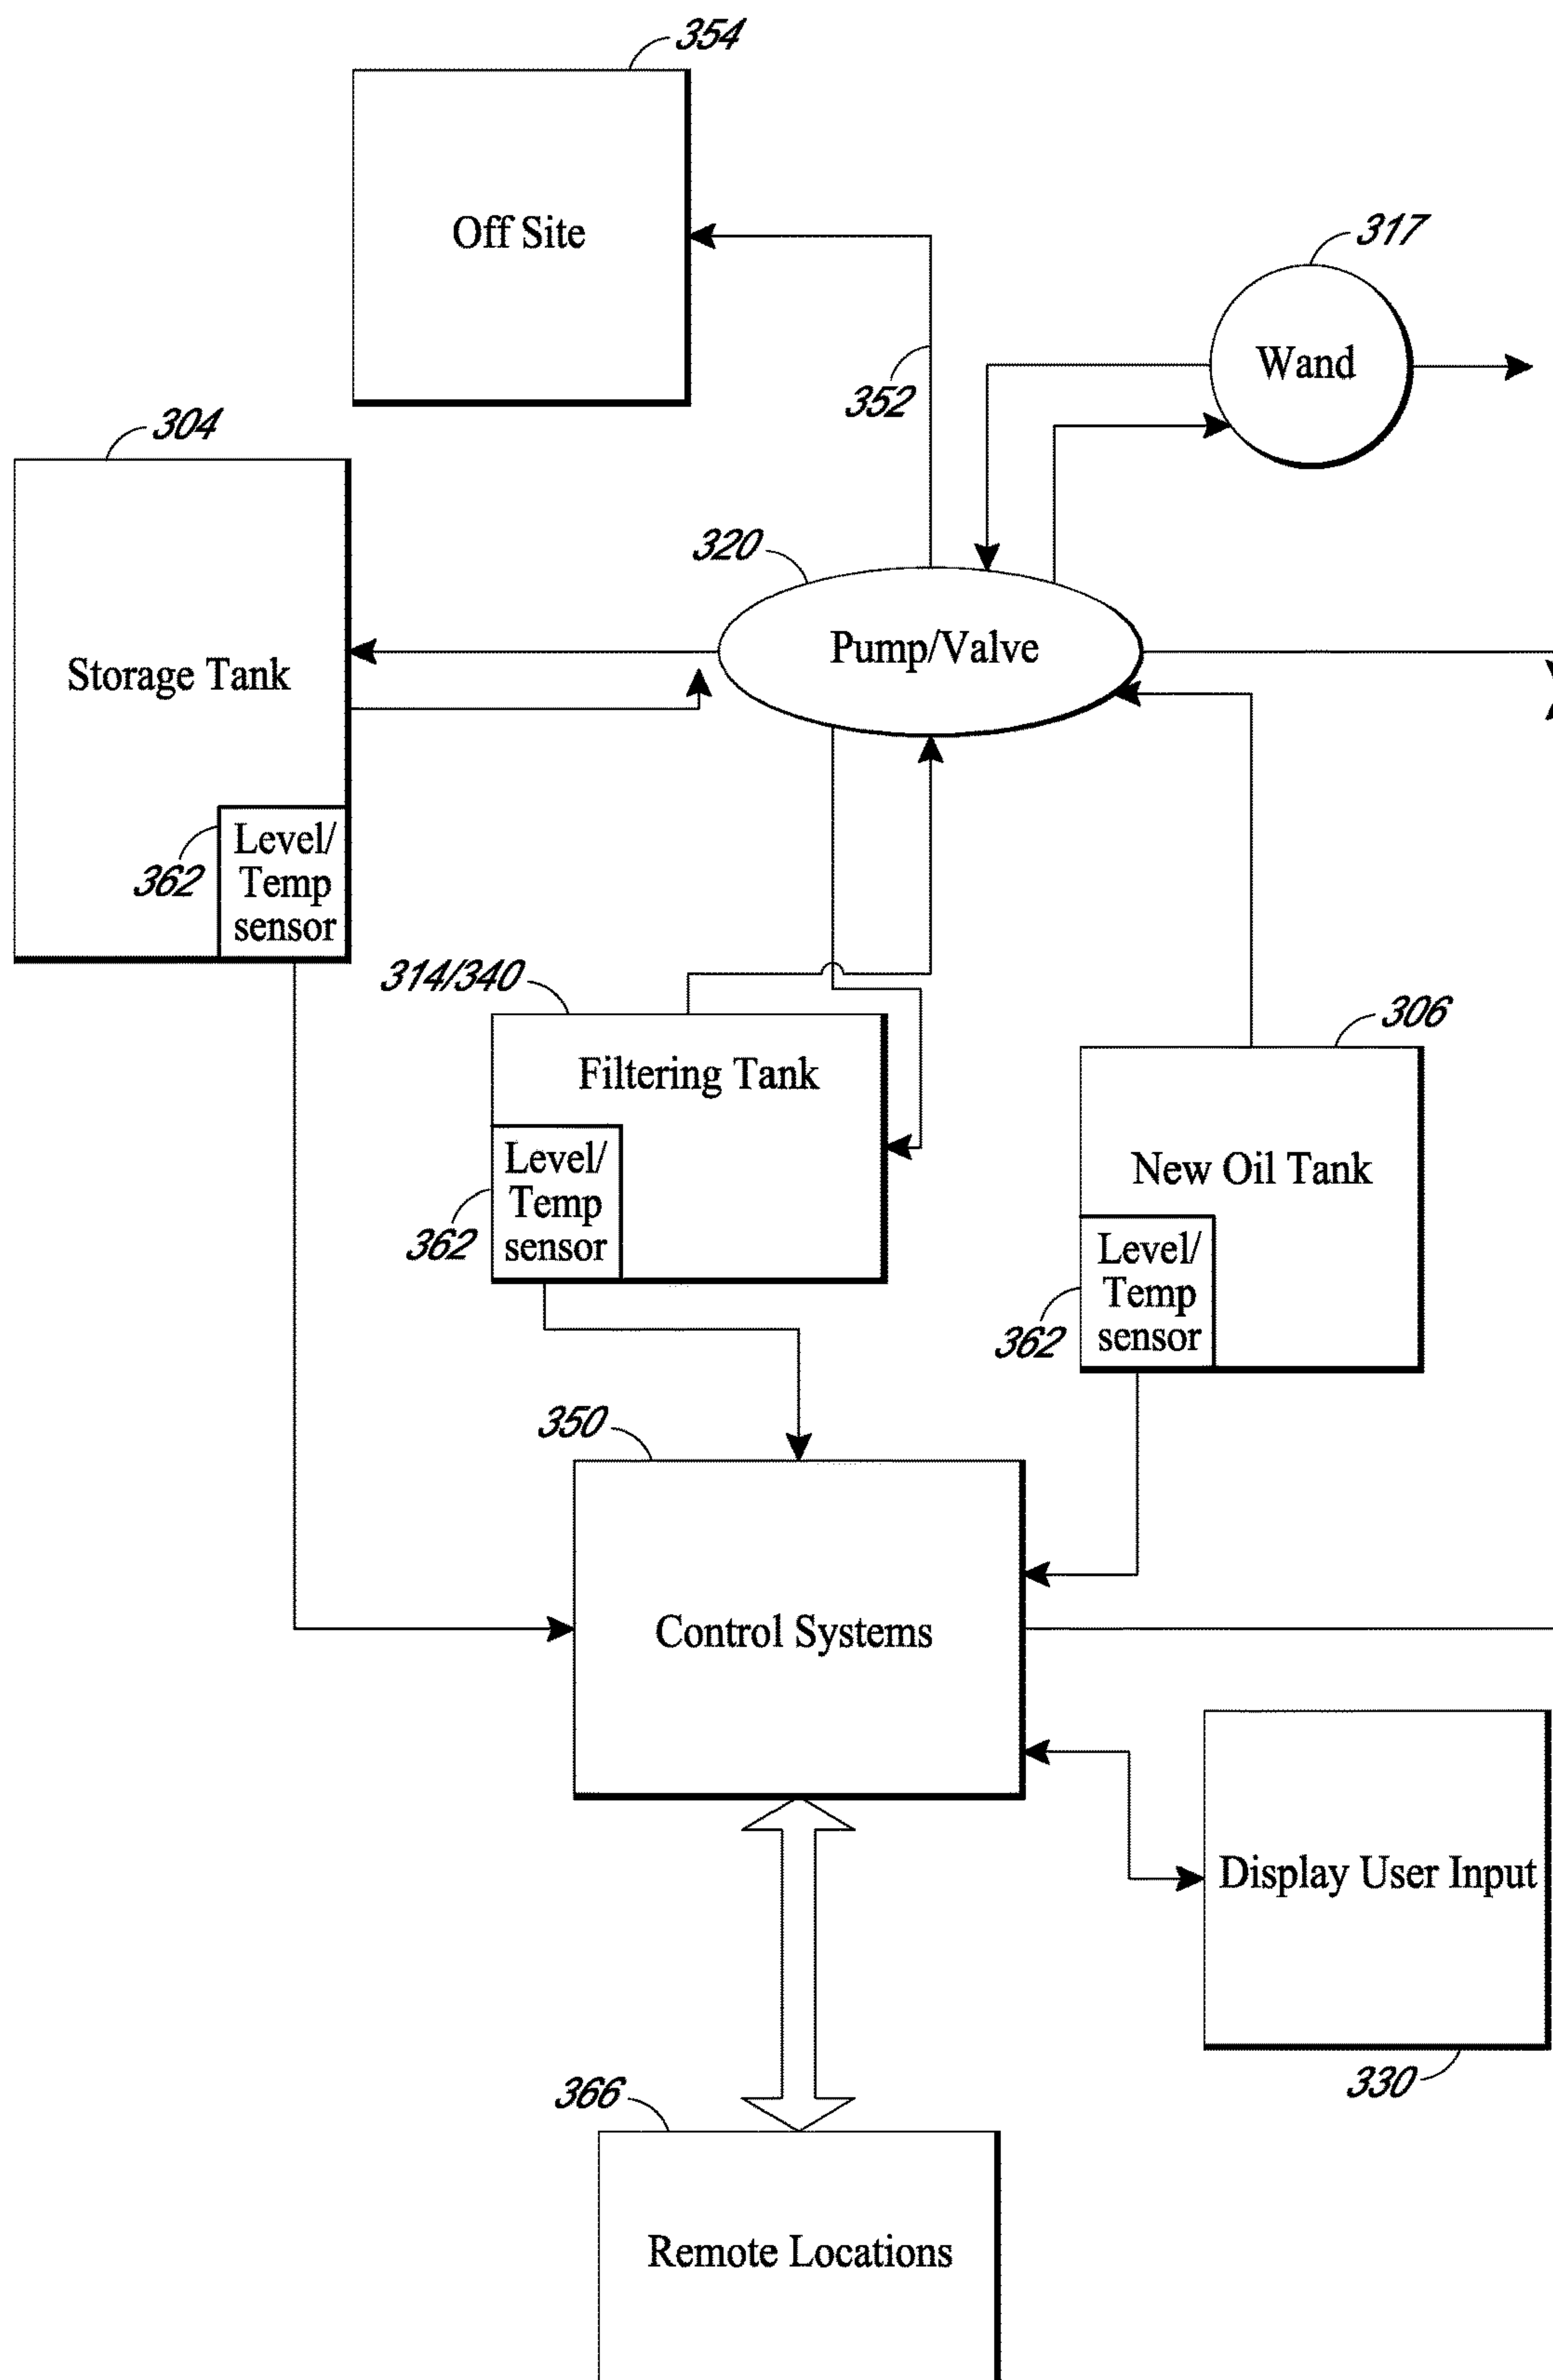 354
Off Site
317
Wand
352
304
320
Pump/Valve
Storage Tank
Level/
Temp
sensor
362
314/340
Filtering Tank
Level/
Temp
sensor
362
306
New Oil Tank
Level/
Temp
sensor
362
350
Control Systems
Display User Input
330
366
Remote Locations